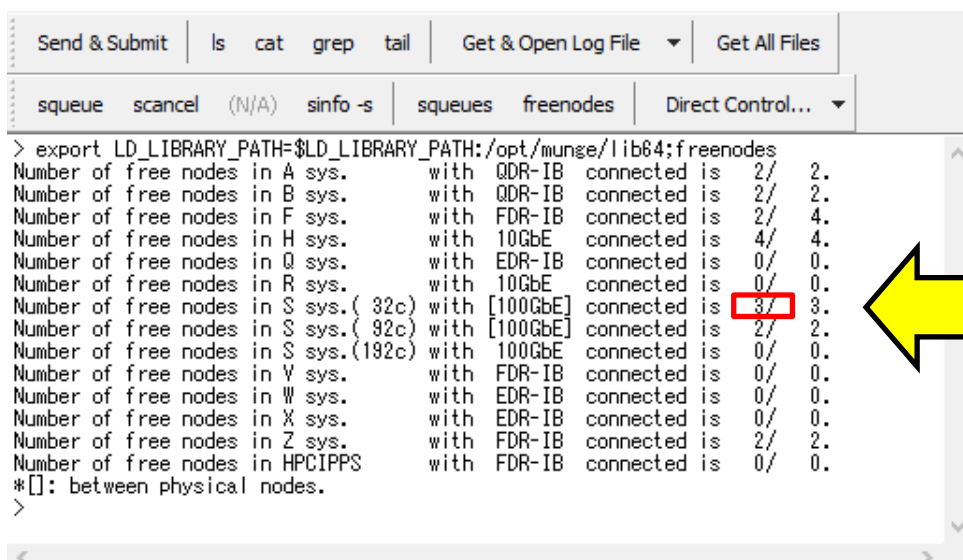 Send & Submit ls cat grep tail Get & Open Log File Get All Files
squeue scancel (N/A) sinfo -s squeues freenodes Direct Control...
> export LD_LIBRARY_PATH=$LD_LIBRARY_PATH:/opt/munge/lib64;freenodes
Number of free nodes in A sys. with QDR-IB connected is 2/ 2.
Number of free nodes in B sys. with QDR-IB connected is 2/ 2.
Number of free nodes in F sys. with FDR-IB connected is 2/ 4.
Number of free nodes in H sys. with 10GbE connected is 4/ 4.
Number of free nodes in Q sys. with EDR-IB connected is 0/ 0.
Number of free nodes in R sys. with 10GbE connected is 0/ 0.
Number of free nodes in S sys.( 32c) with [100GbE] connected is 3/ 3.
Number of free nodes in S sys.( 92c) with [100GbE] connected is 2/ 2.
Number of free nodes in S sys.(192c) with 100GbE connected is 0/ 0.
Number of free nodes in V sys. with FDR-IB connected is 0/ 0.
Number of free nodes in W sys. with EDR-IB connected is 0/ 0.
Number of free nodes in X sys. with EDR-IB connected is 0/ 0.
Number of free nodes in Z sys. with FDR-IB connected is 2/ 2.
Number of free nodes in HPCIPPS with FDR-IB connected is 0/ 0.
*[]: between physical nodes.
>